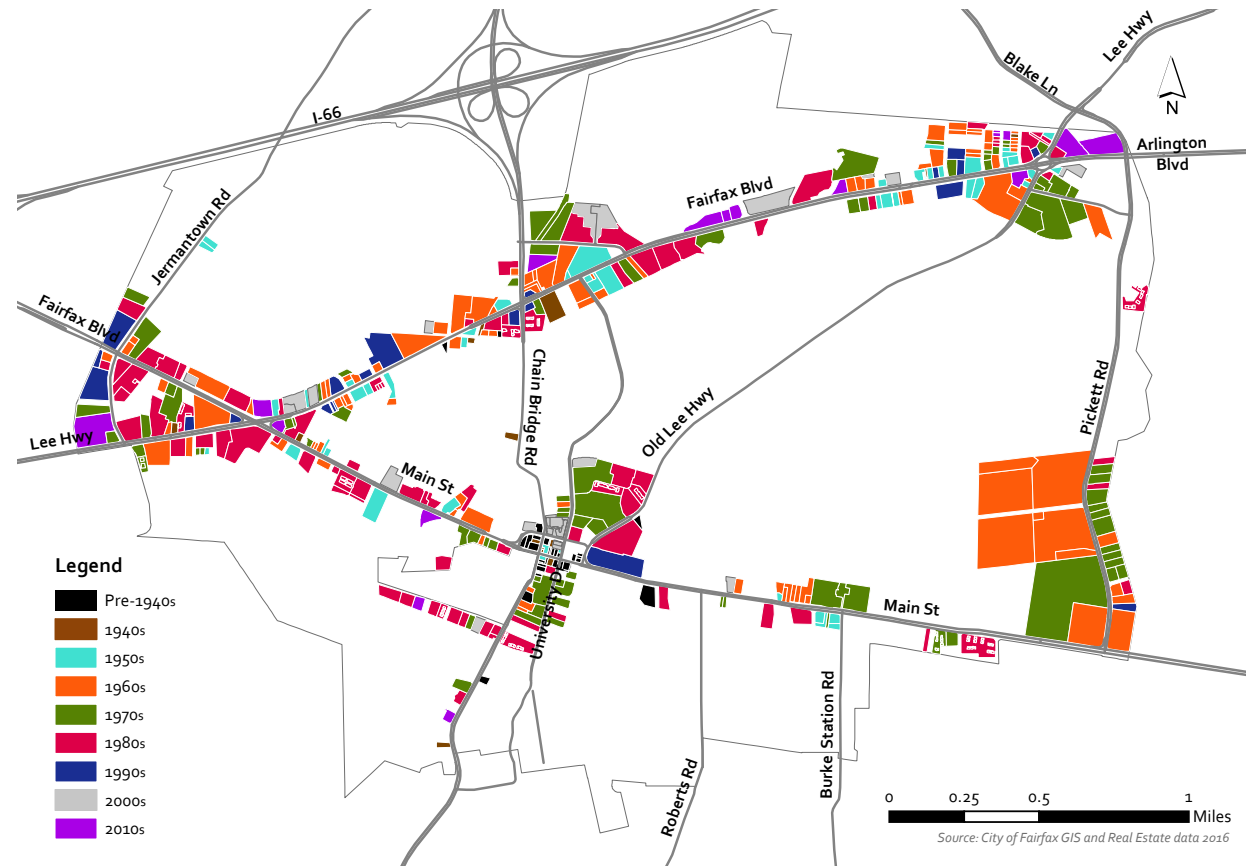 Lee Hwy
Blake Ln
N
I-66
Arlington
Blvd
Jermantown Rd
Fairfax Blvd
Fairfax Blvd
Chain Bridge Rd
Old Lee Hwy
Pickett Rd
Lee Hwy
Main St
University Dr
Main St
Burke Station Rd
Roberts Rd
Legend
Pre-1940s
1940s
1950s
1960s
1970s
1980s
1990s
2000s
2010s
0 0.25 0.5 1
Miles
Source: City of Fairfax GIS and Real Estate data 2016